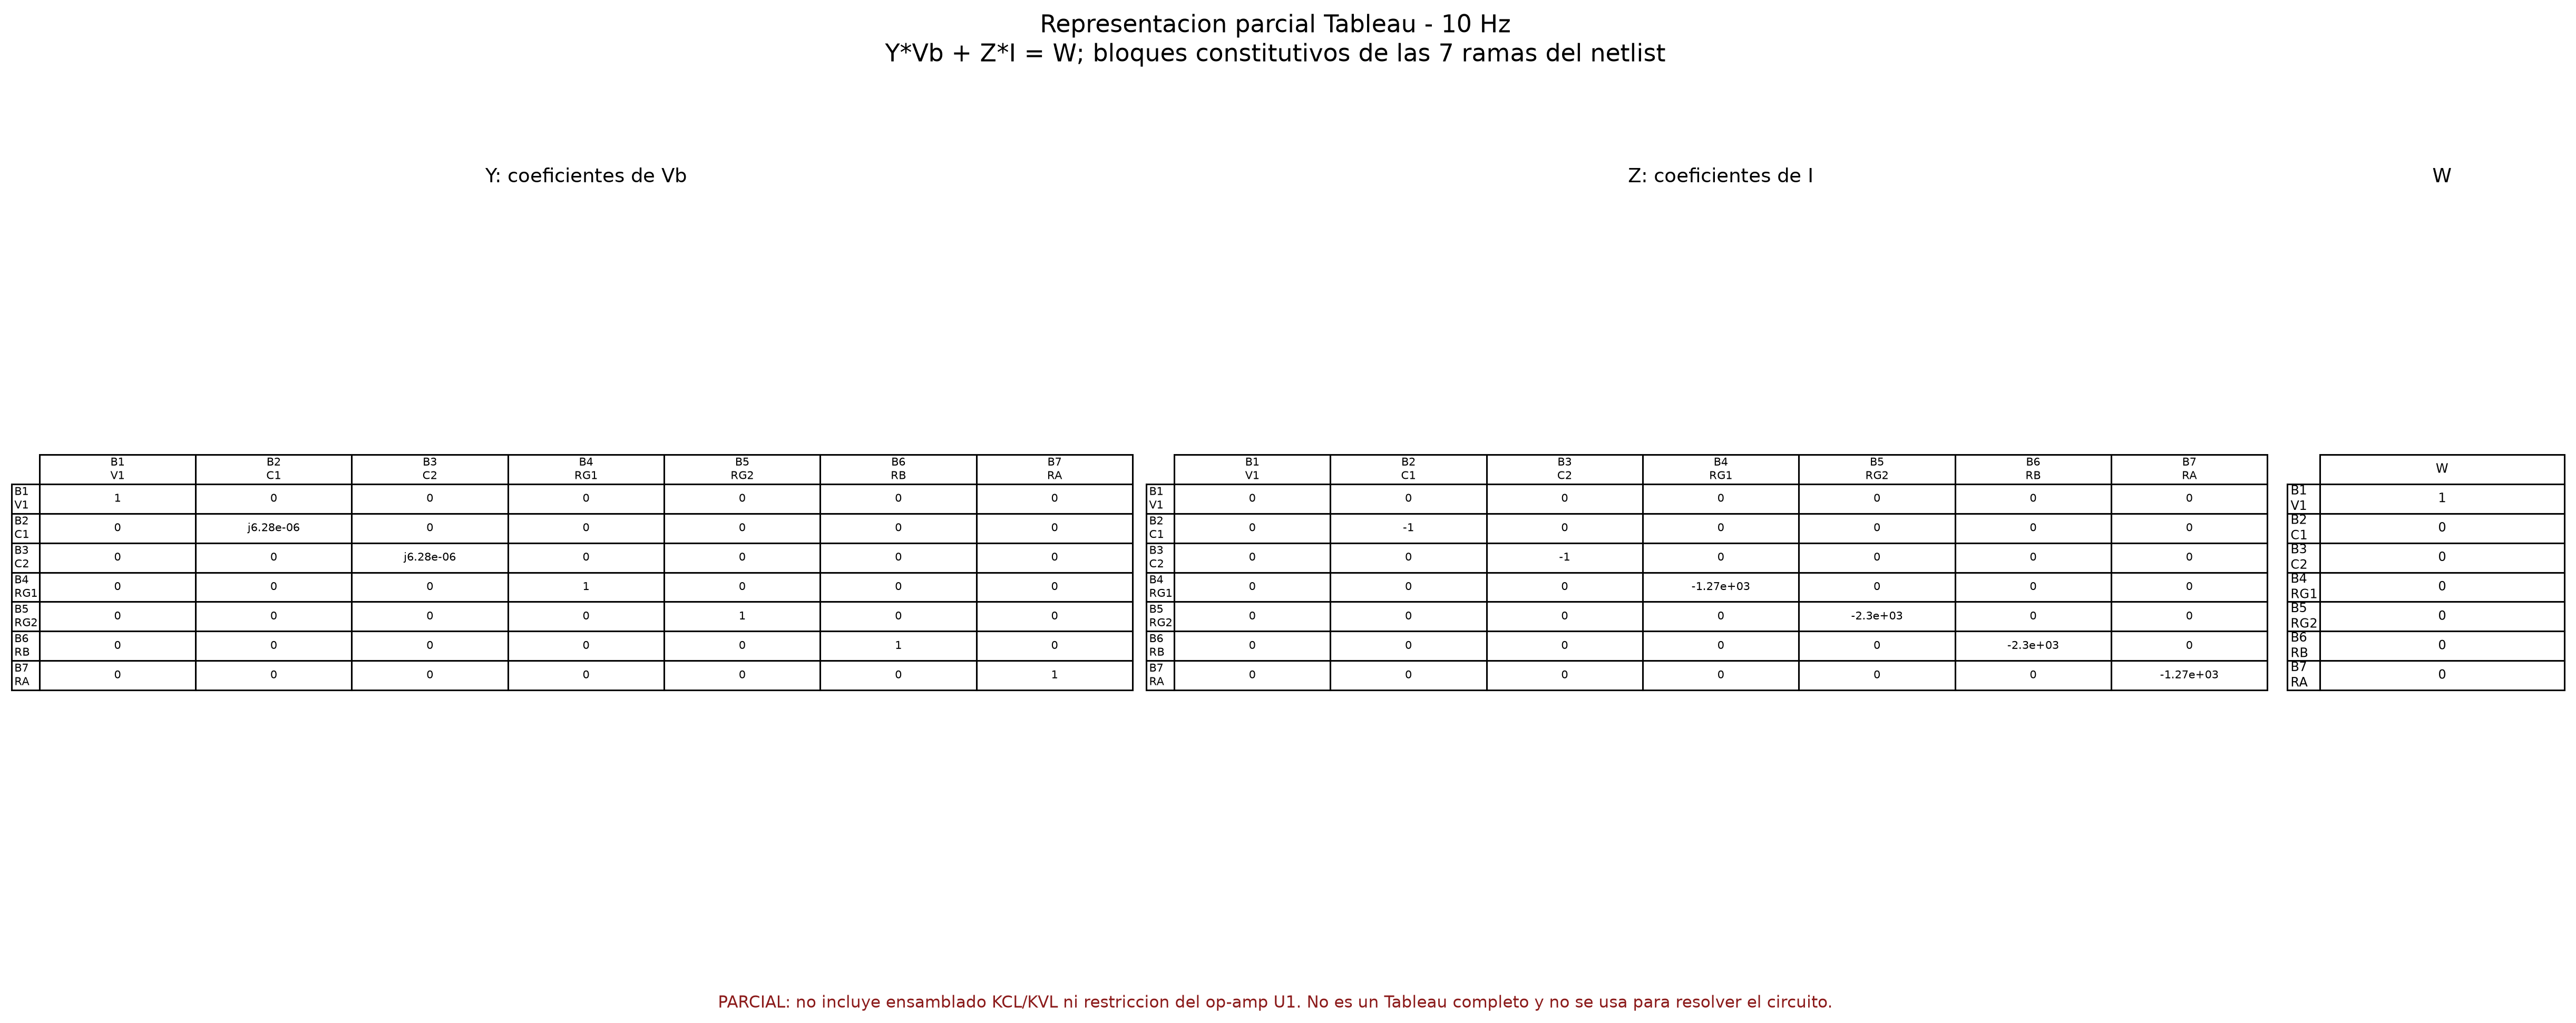 Representacion parcial Tableau - 10 Hz
Y*Vb + Z*I = W; bloques constitutivos de las 7 ramas del netlist
Y: coeficientes de Vb
B1 V1 B2 C1 B3 C2 B4 RG1 B5 RG2 B6 RB B7 RA
B1 V1 1 0 0 0 0 0 0
B2 C1 0 j6.28e-06 0 0 0 0 0
B3 C2 0 0 j6.28e-06 0 0 0 0
B4 RG1 0 0 0 1 0 0 0
B5 RG2 0 0 0 0 1 0 0
B6 RB 0 0 0 0 0 1 0
B7 RA 0 0 0 0 0 0 1
Z: coeficientes de I
B1 V1 B2 C1 B3 C2 B4 RG1 B5 RG2 B6 RB B7 RA
B1 V1 0 0 0 0 0 0 0
B2 C1 0 -1 0 0 0 0 0
B3 C2 0 0 -1 0 0 0 0
B4 RG1 0 0 0 -1.27e+03 0 0 0
B5 RG2 0 0 0 0 -2.3e+03 0 0
B6 RB 0 0 0 0 0 -2.3e+03 0
B7 RA 0 0 0 0 0 0 -1.27e+03
W
W
B1 V1 1
B2 C1 0
B3 C2 0
B4 RG1 0
B5 RG2 0
B6 RB 0
B7 RA 0
PARCIAL: no incluye ensamblado KCL/KVL ni restriccion del op-amp U1. No es un Tableau completo y no se usa para resolver el circuito.